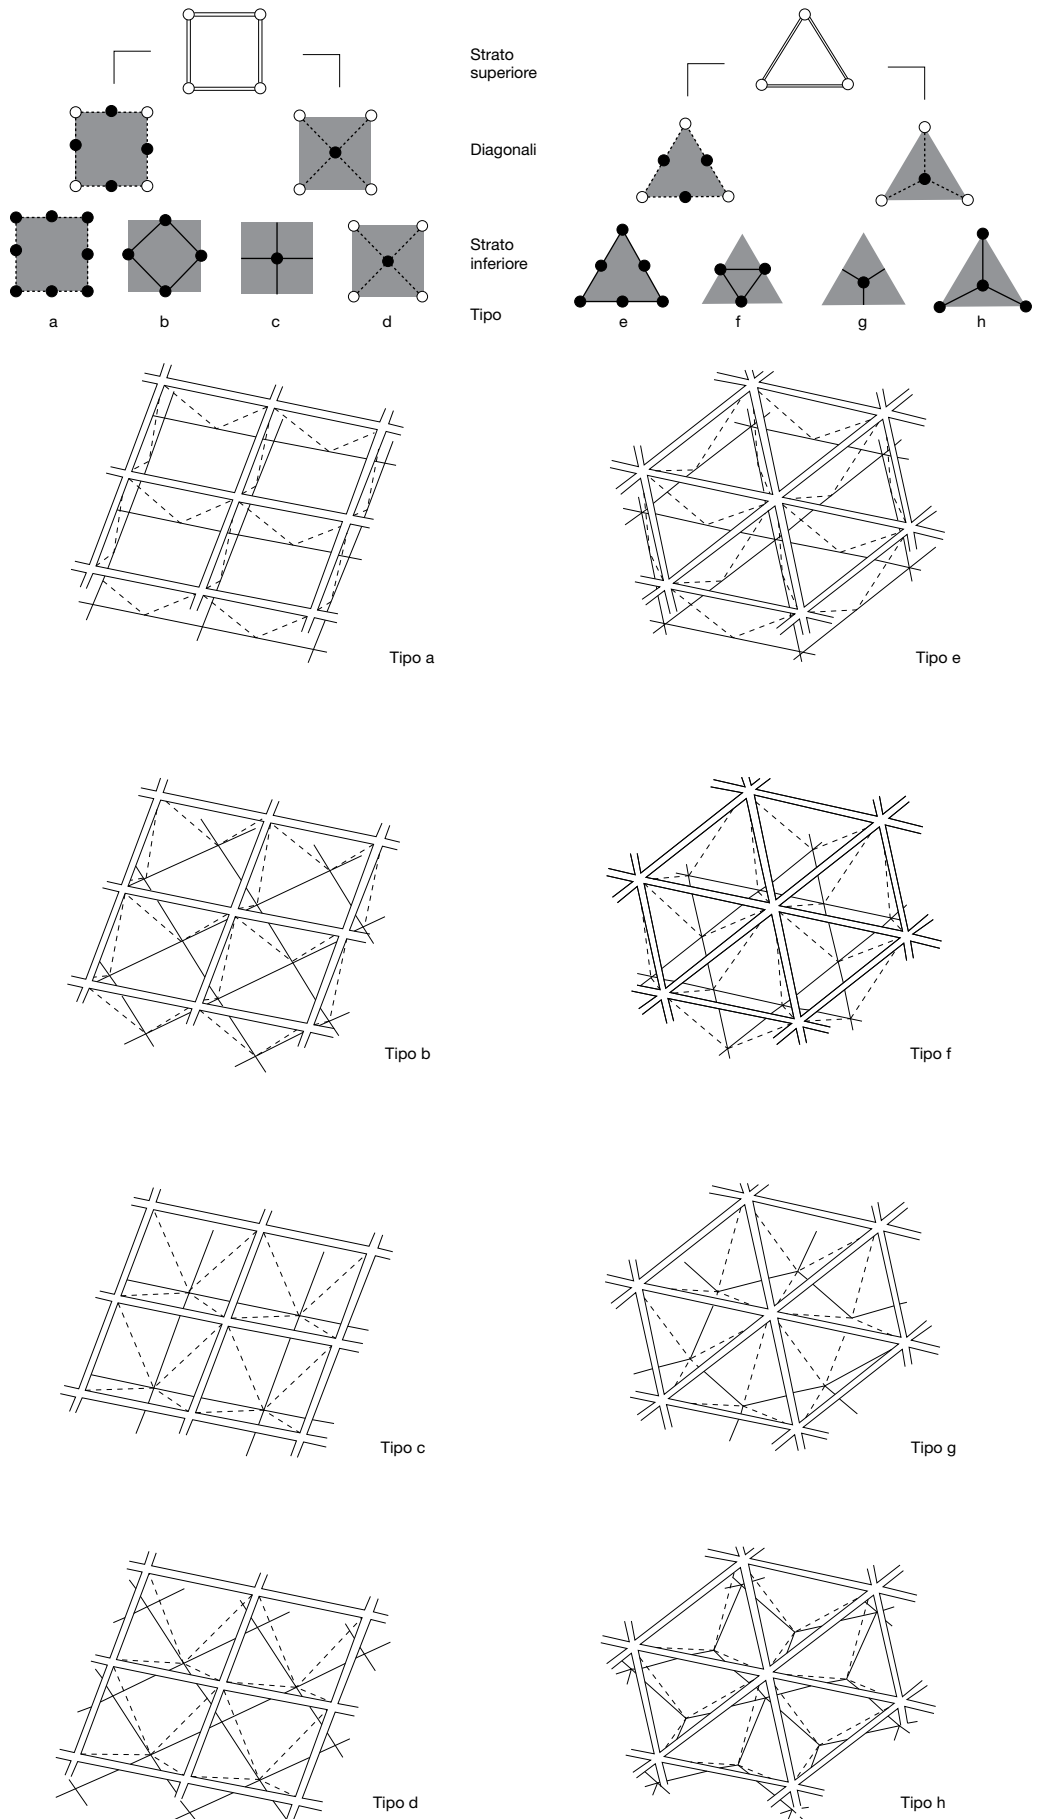 Strato
superiore
Diagonali
Strato
inferiore
Tipo
a b c d
e f g h
Tipo a
Tipo e
Tipo b
Tipo f
Tipo c
Tipo g
Tipo d
Tipo h